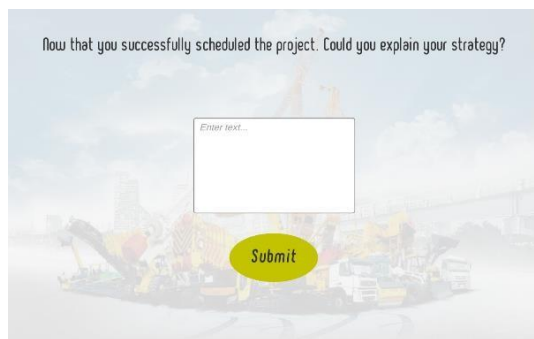 Now that you successfully scheduled the project. Could you explain your strategy?
Enter text...
Submit